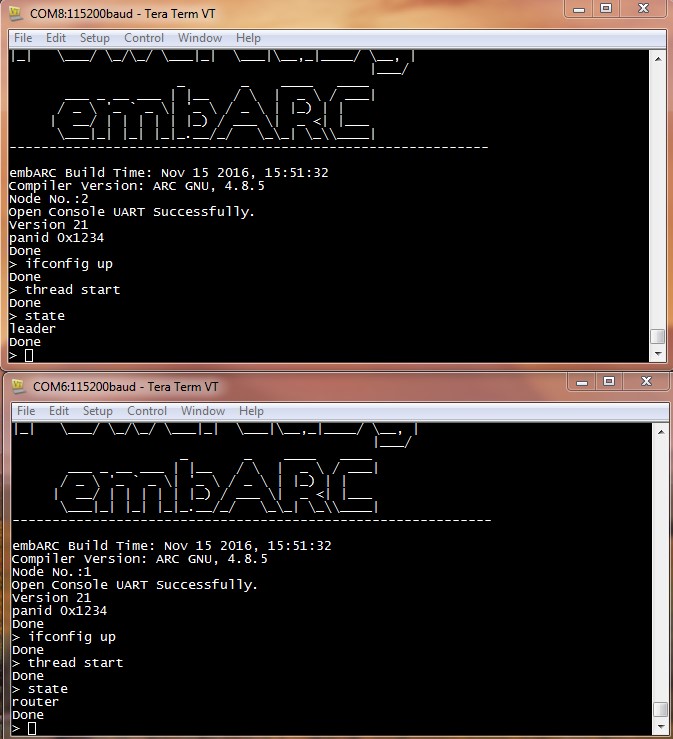 COM8:115200baud - Tera Term VT
File Edit Setup Control Window Help
embARC
------------------------------------------------------------
embARC Build Time: Nov 15 2016, 15:51:32
Compiler Version: ARC GNU, 4.8.5
Node No.:2
Open Console UART Successfully.
Version 21
panid 0x1234
Done
> ifconfig up
Done
> thread start
Done
> state
leader
Done
>
COM6:115200baud - Tera Term VT
File Edit Setup Control Window Help
embARC
------------------------------------------------------------
embARC Build Time: Nov 15 2016, 15:51:32
Compiler Version: ARC GNU, 4.8.5
Node No.:1
Open Console UART Successfully.
Version 21
panid 0x1234
Done
> ifconfig up
Done
> thread start
Done
> state
router
Done
>